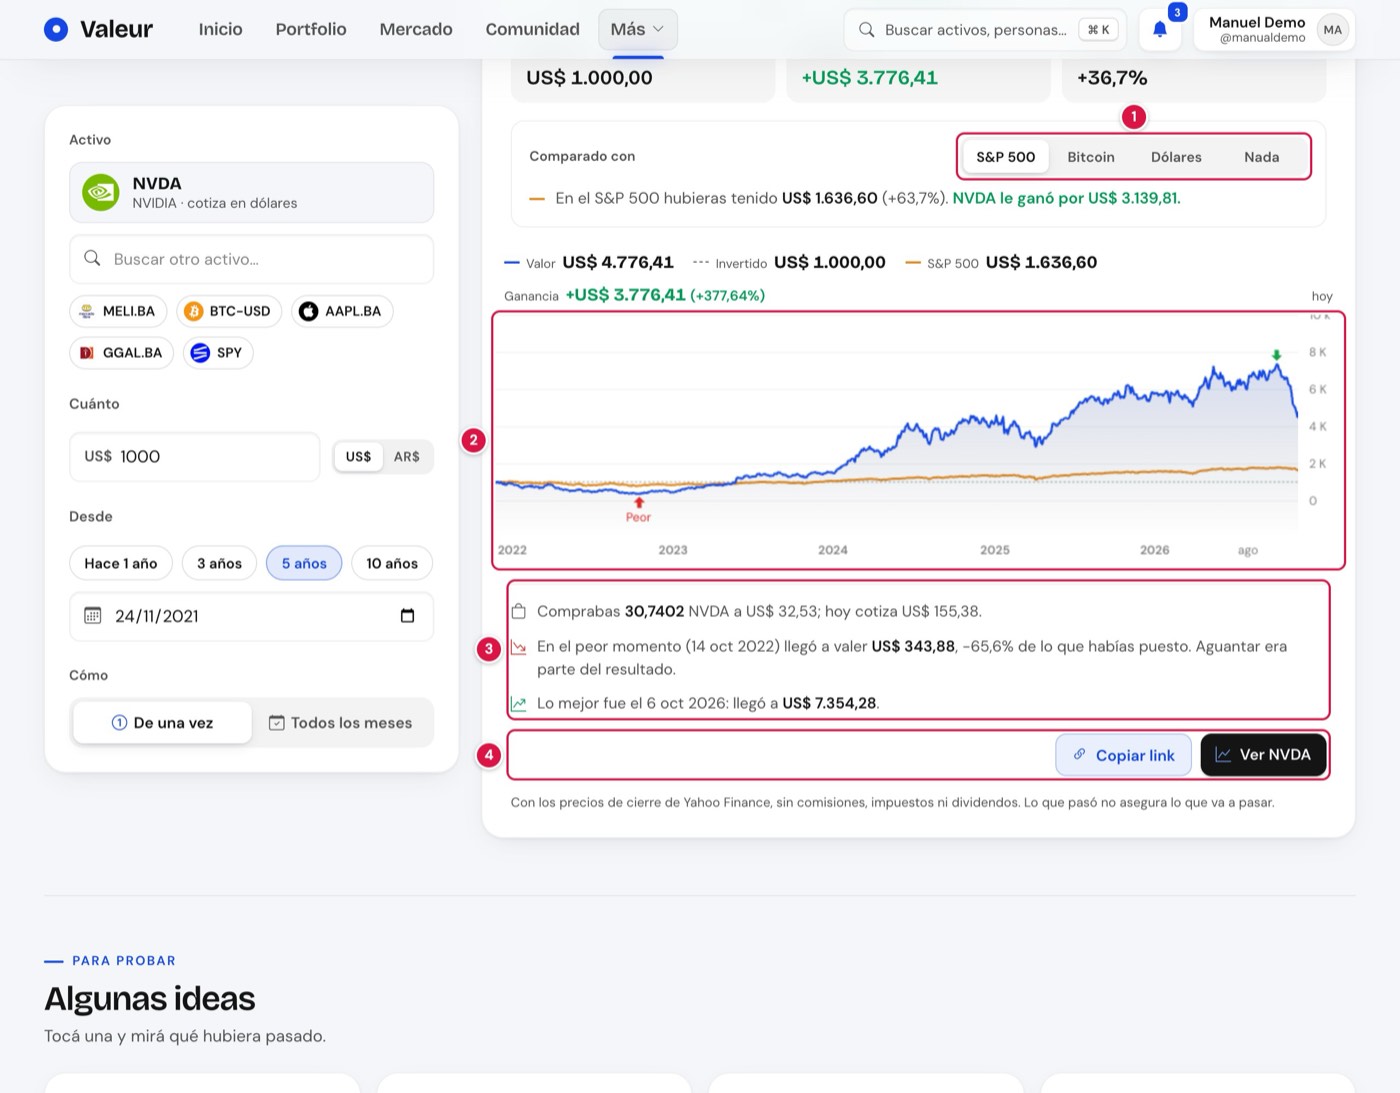 Valeur
Inicio
Portfolio
Mercado
Comunidad
Más
Buscar activos, personas...
⌘ K
3
Manuel Demo
@manualdemo
MA
US$ 1.000,00
+US$ 3.776,41
+36,7%
Activo
NVDA
NVIDIA · cotiza en dólares
Buscar otro activo...
MELI.BA
BTC-USD
AAPL.BA
GGAL.BA
SPY
Cuánto
US$ 1000
US$
AR$
Desde
Hace 1 año
3 años
5 años
10 años
24/11/2021
Cómo
1 De una vez
Todos los meses
1
Comparado con
S&P 500
Bitcoin
Dólares
Nada
En el S&P 500 hubieras tenido US$ 1.636,60 (+63,7%). NVDA le ganó por US$ 3.139,81.
Valor US$ 4.776,41
Invertido US$ 1.000,00
S&P 500 US$ 1.636,60
Ganancia +US$ 3.776,41 (+377,64%)
hoy
2
10 K
8 K
6 K
4 K
2 K
0
Peor
2022
2023
2024
2025
2026
ago
3
Comprabas 30,7402 NVDA a US$ 32,53; hoy cotiza US$ 155,38.
En el peor momento (14 oct 2022) llegó a valer US$ 343,88, −65,6% de lo que habías puesto. Aguantar era
parte del resultado.
Lo mejor fue el 6 oct 2026: llegó a US$ 7.354,28.
4
Copiar link
Ver NVDA
Con los precios de cierre de Yahoo Finance, sin comisiones, impuestos ni dividendos. Lo que pasó no asegura lo que va a pasar.
PARA PROBAR
Algunas ideas
Tocá una y mirá qué hubiera pasado.